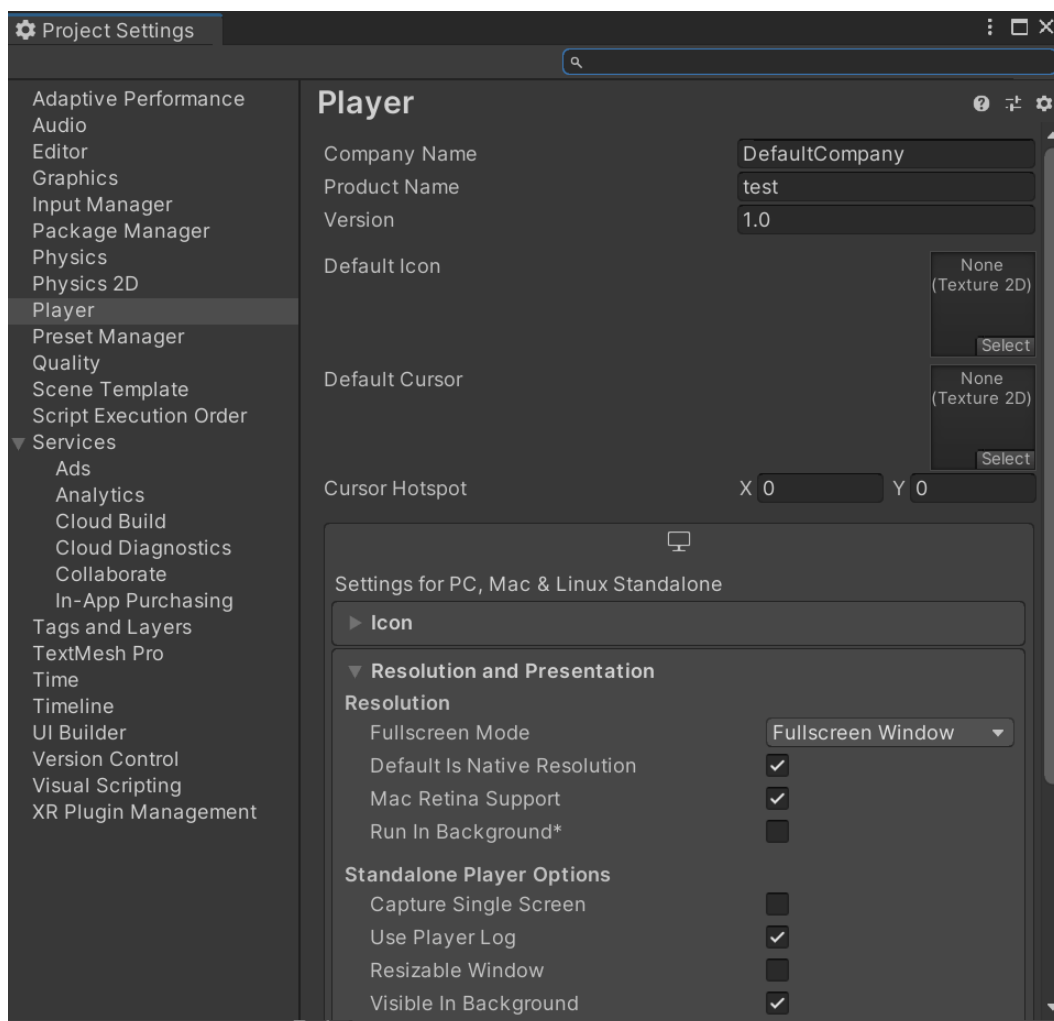 Project Settings
Adaptive Performance
Audio
Editor
Graphics
Input Manager
Package Manager
Physics
Physics 2D
Player
Preset Manager
Quality
Scene Template
Script Execution Order
Services
Ads
Analytics
Cloud Build
Cloud Diagnostics
Collaborate
In-App Purchasing
Tags and Layers
TextMesh Pro
Time
Timeline
UI Builder
Version Control
Visual Scripting
XR Plugin Management
Player
Company Name DefaultCompany
Product Name test
Version 1.0
Default Icon
None
(Texture 2D)
Select
Default Cursor
None
(Texture 2D)
Select
Cursor Hotspot X 0 Y 0
Settings for PC, Mac & Linux Standalone
Icon
Resolution and Presentation
Resolution
Fullscreen Mode Fullscreen Window
Default Is Native Resolution
Mac Retina Support
Run In Background*
Standalone Player Options
Capture Single Screen
Use Player Log
Resizable Window
Visible In Background